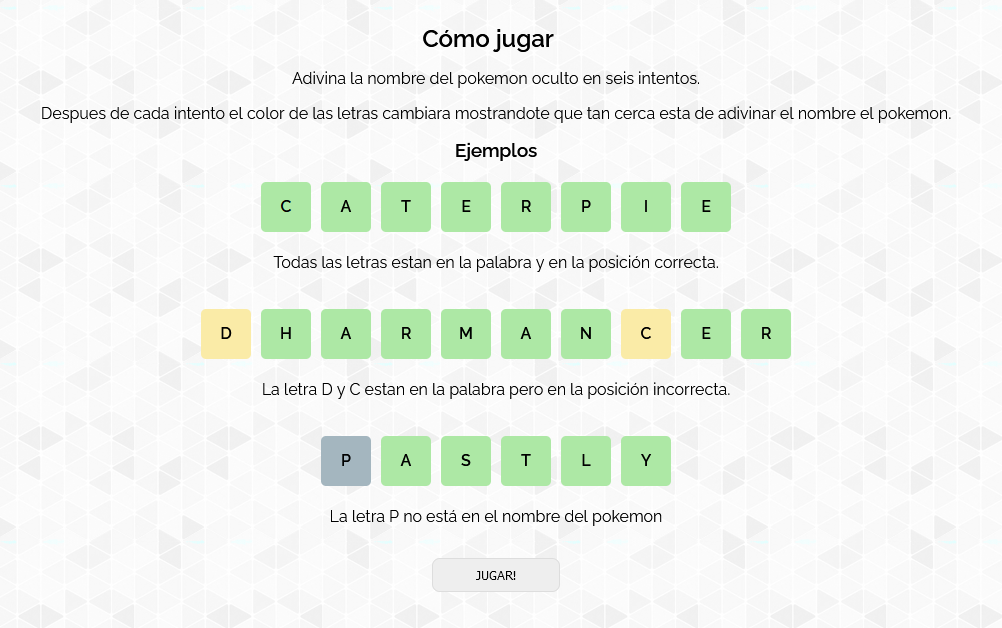 Cómo jugar
Adivina la nombre del pokemon oculto en seis intentos.
Despues de cada intento el color de las letras cambiara mostrandote que tan cerca esta de adivinar el nombre el pokemon.
Ejemplos
C A T E R P I E
Todas las letras estan en la palabra y en la posición correcta.
D H A R M A N C E R
La letra D y C estan en la palabra pero en la posición incorrecta.
P A S T L Y
La letra P no está en el nombre del pokemon
JUGAR!